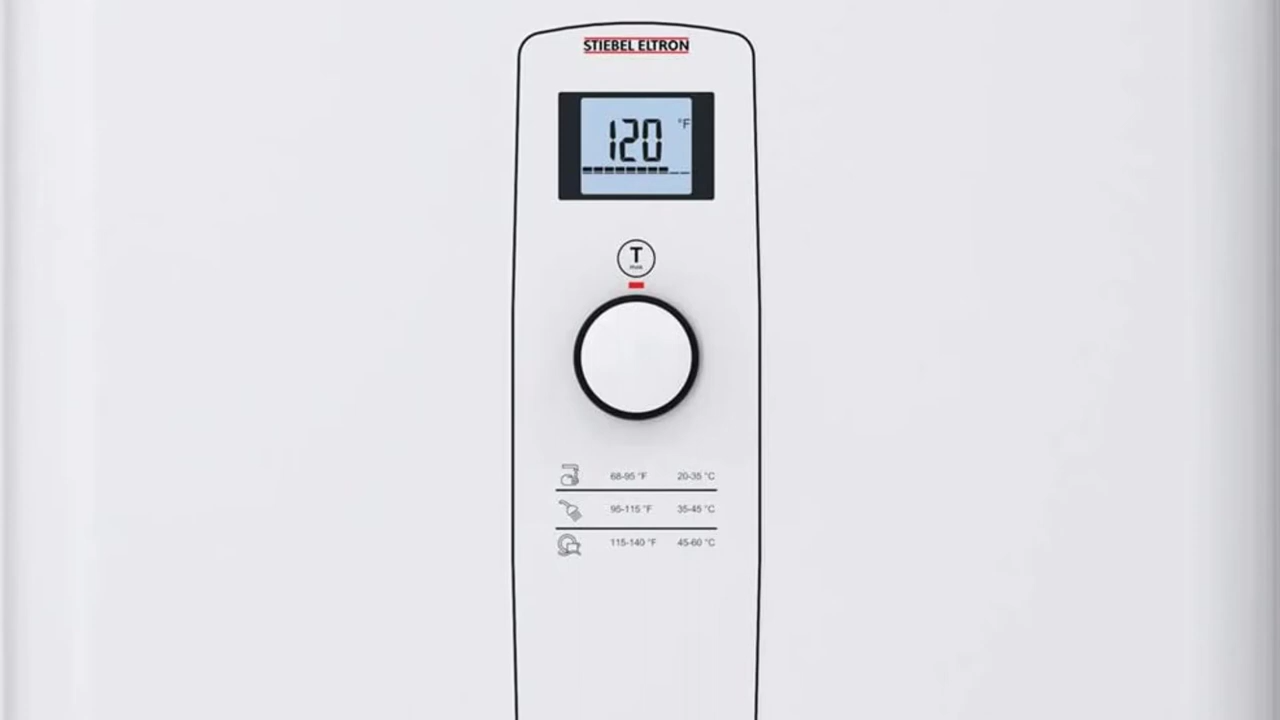 STIEBEL ELTRON
120 °F
T
max
68-95 °F 20-35 °C
95-115 °F 35-45 °C
115-140 °F 45-60 °C